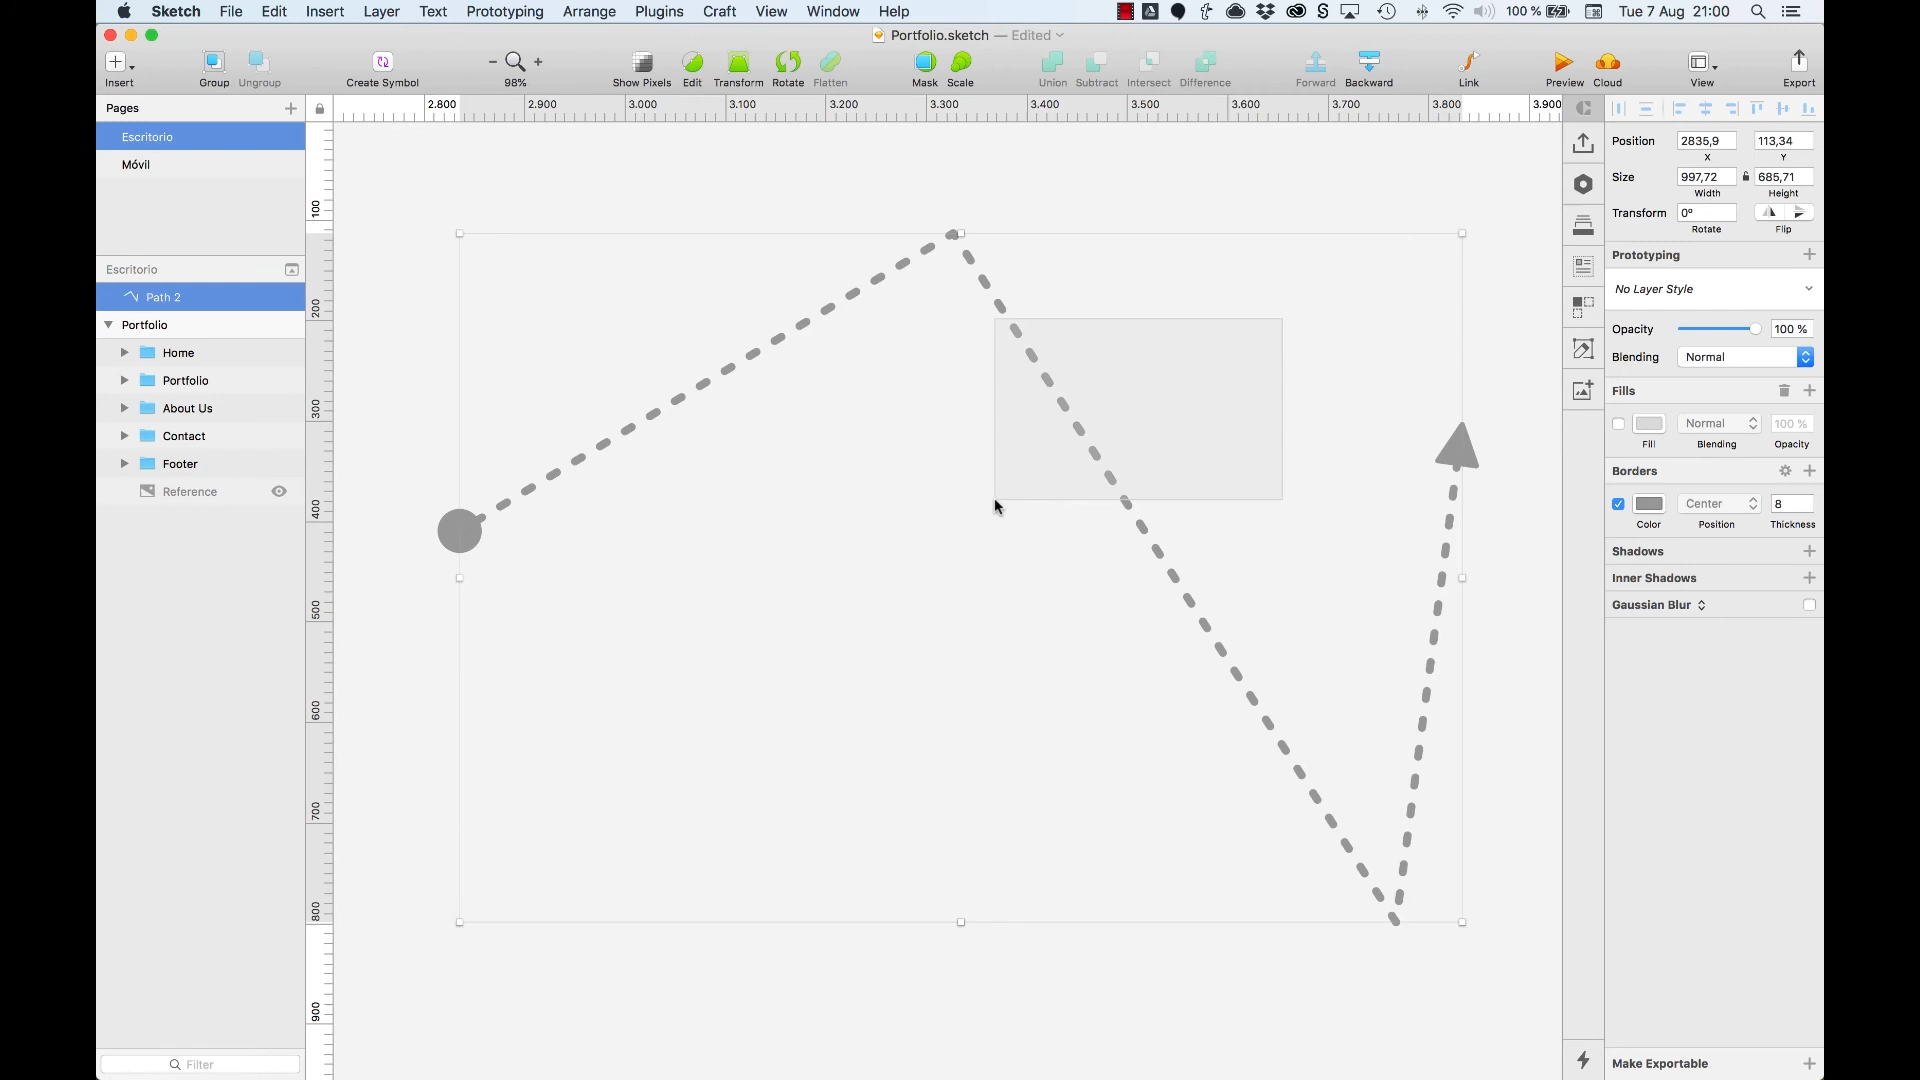 Sketch File Edit Insert Layer Text Prototyping Arrange Plugins Craft View Window Help 100 % Tue 7 Aug 21:00
Portfolio.sketch — Edited
Insert Group Ungroup Create Symbol 98% Show Pixels Edit Transform Rotate Flatten Mask Scale Union Subtract Intersect Difference Forward Backward Link Preview Cloud View Export
Pages
2.800 2.900 3.000 3.100 3.200 3.300 3.400 3.500 3.600 3.700 3.800 3.900
Escritorio
Móvil
Escritorio
Path 2
Portfolio
Home
Portfolio
About Us
Contact
Footer
Reference
Filter
100
200
300
400
500
600
700
800
900
Position 2835,9 113,34
X Y
Size 997,72 685,71
Width Height
Transform 0°
Rotate Flip
Prototyping
No Layer Style
Opacity 100 %
Blending Normal
Fills
Normal 100 %
Fill Blending Opacity
Borders
Center 8
Color Position Thickness
Shadows
Inner Shadows
Gaussian Blur
Make Exportable